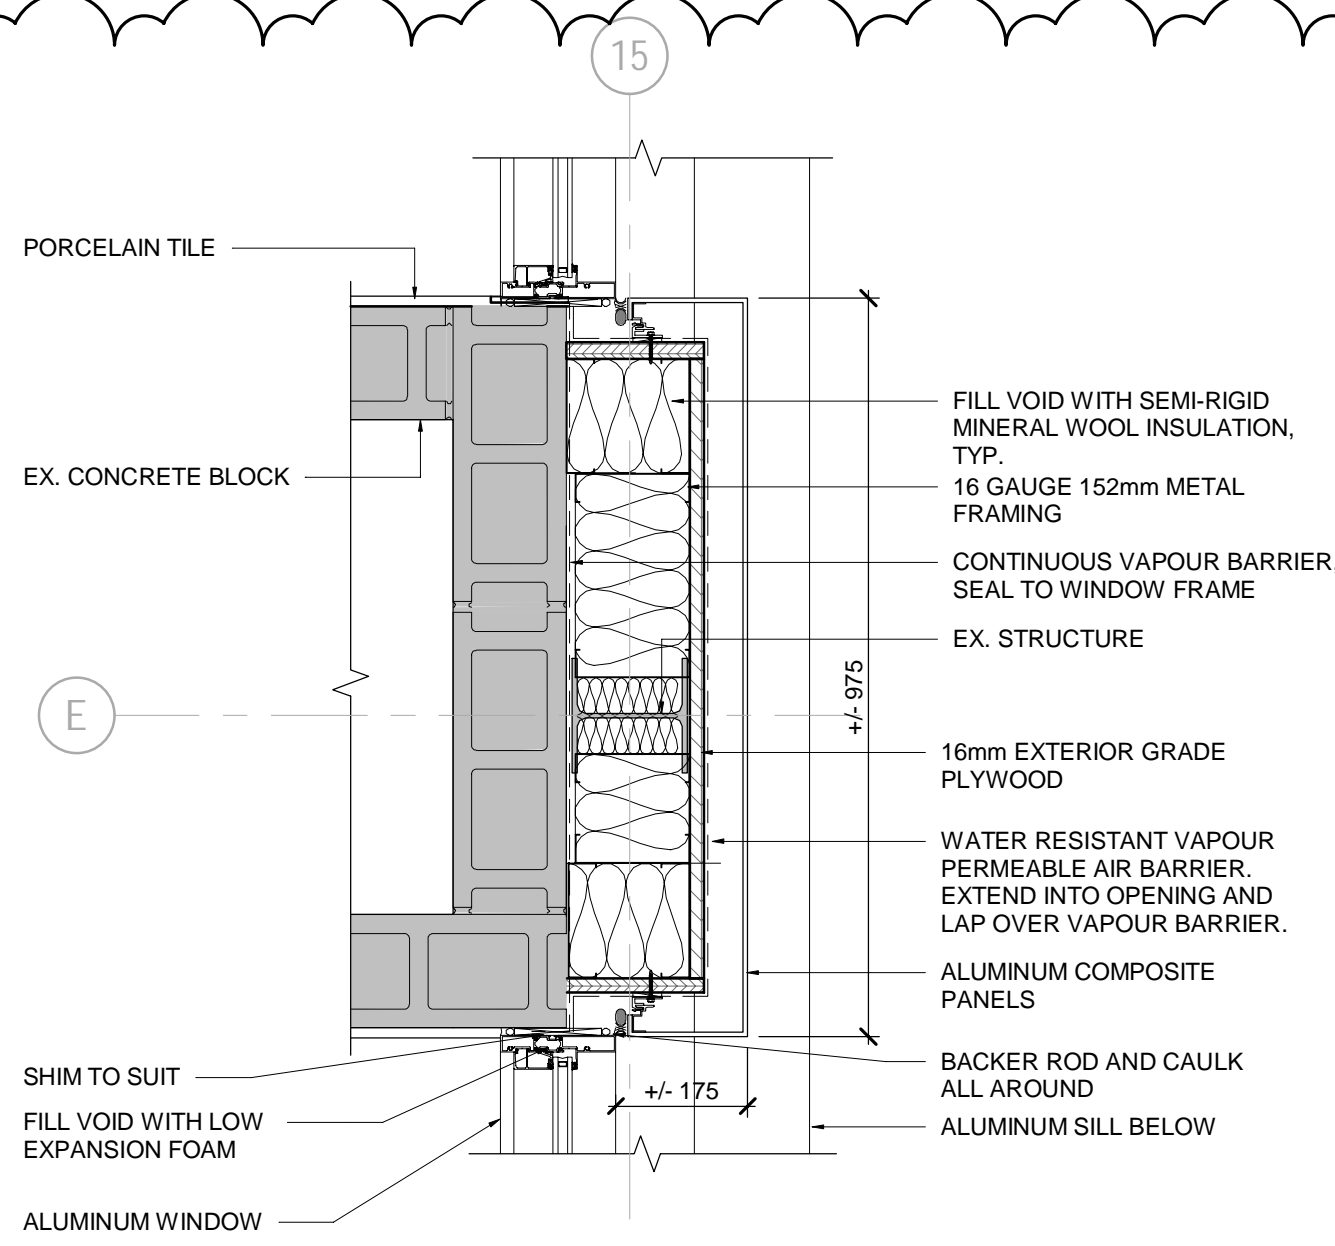 15
PORCELAIN TILE
EX. CONCRETE BLOCK
E
SHIM TO SUIT
FILL VOID WITH LOW
EXPANSION FOAM
ALUMINUM WINDOW
FILL VOID WITH SEMI-RIGID
MINERAL WOOL INSULATION,
TYP.
16 GAUGE 152mm METAL
FRAMING
CONTINUOUS VAPOUR BARRIER,
SEAL TO WINDOW FRAME
EX. STRUCTURE
+/- 975
16mm EXTERIOR GRADE
PLYWOOD
WATER RESISTANT VAPOUR
PERMEABLE AIR BARRIER.
EXTEND INTO OPENING AND
LAP OVER VAPOUR BARRIER.
ALUMINUM COMPOSITE
PANELS
BACKER ROD AND CAULK
ALL AROUND
+/- 175
ALUMINUM SILL BELOW